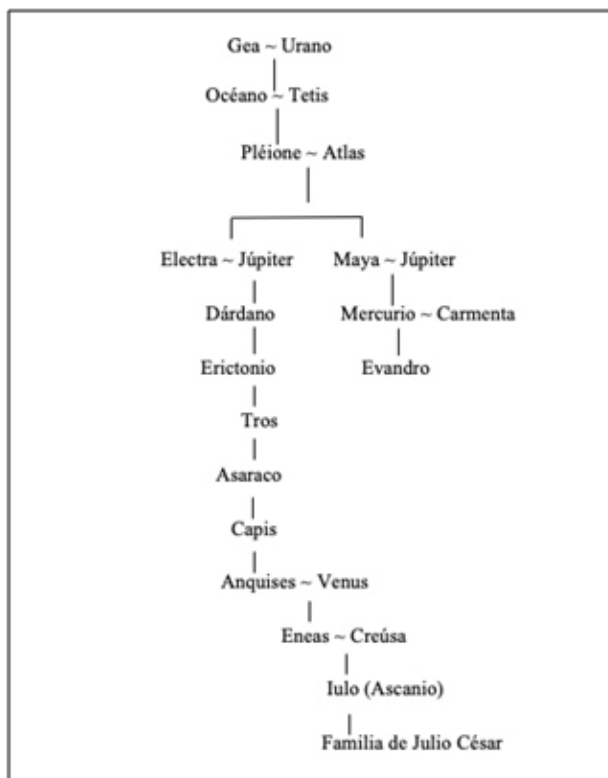 Gea ~ Urano
Océano ~ Tetis
Pléione ~ Atlas
Electra ~ Júpiter Maya ~ Júpiter
Dárdano Mercurio ~ Carmenta
Erictonio Evandro
Tros
Asaraco
Capis
Anquises ~ Venus
Eneas ~ Creúsa
Iulo (Ascanio)
Familia de Julio César